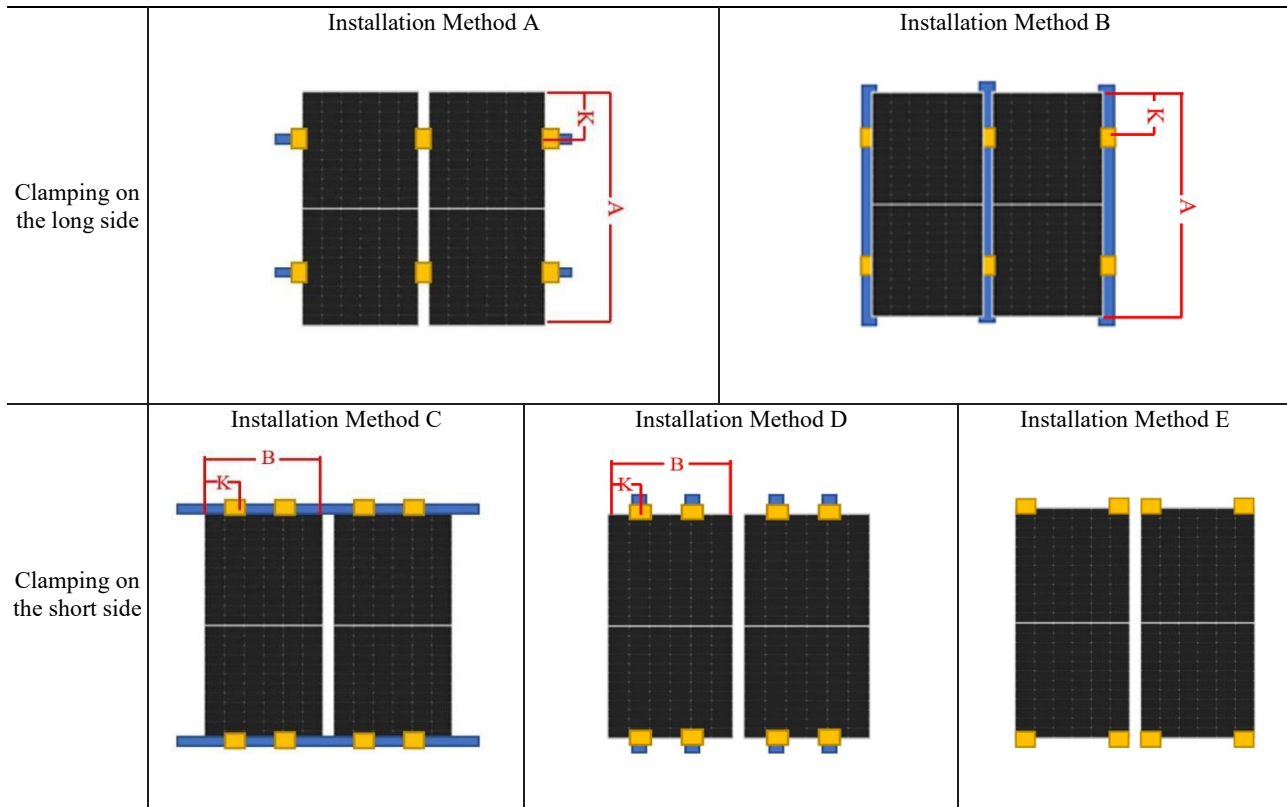 Installation Method A
Installation Method B
Clamping on
the long side
K
A
K
A
Installation Method C
Installation Method D
Installation Method E
Clamping on
the short side
B
K
B
K